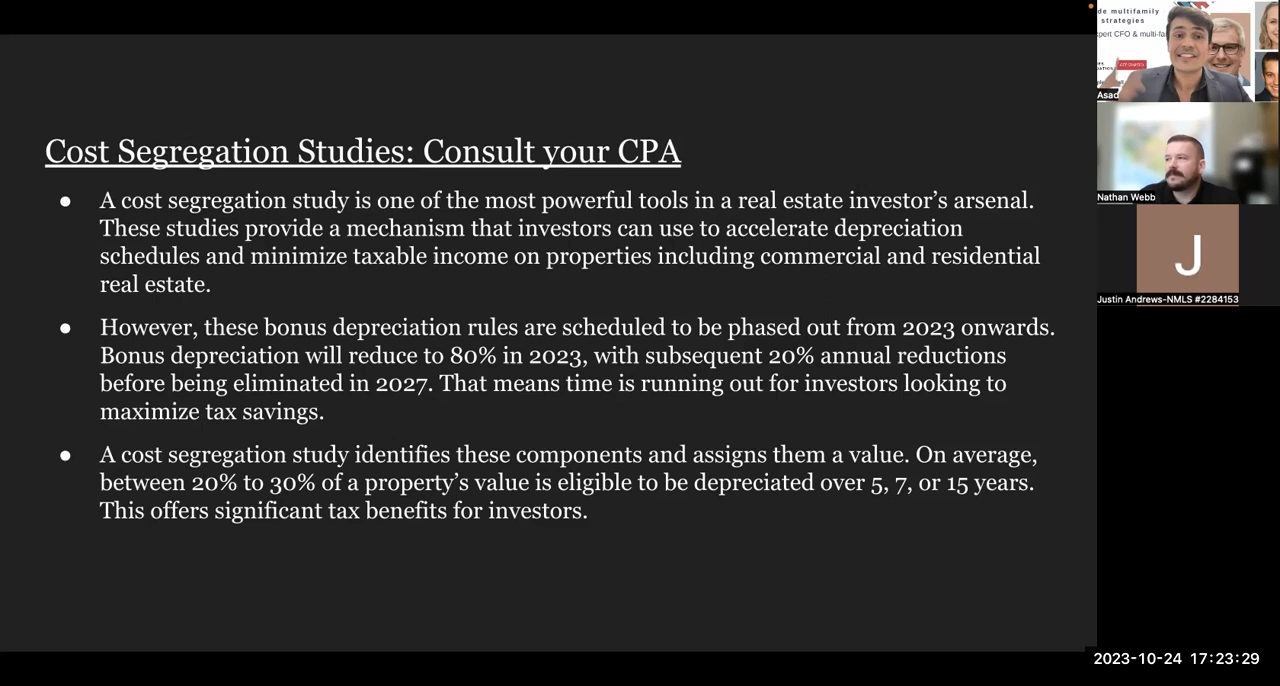 Cost Segregation Studies: Consult your CPA
● A cost segregation study is one of the most powerful tools in a real estate investor’s arsenal.
These studies provide a mechanism that investors can use to accelerate depreciation
schedules and minimize taxable income on properties including commercial and residential
real estate.
● However, these bonus depreciation rules are scheduled to be phased out from 2023 onwards.
Bonus depreciation will reduce to 80% in 2023, with subsequent 20% annual reductions
before being eliminated in 2027. That means time is running out for investors looking to
maximize tax savings.
● A cost segregation study identifies these components and assigns them a value. On average,
between 20% to 30% of a property’s value is eligible to be depreciated over 5, 7, or 15 years.
This offers significant tax benefits for investors.
multifamily
strategies
CFO & multi-fa
Asad
Nathan Webb
J
Justin Andrews-NMLS #2284153
2023-10-24 17:23:29